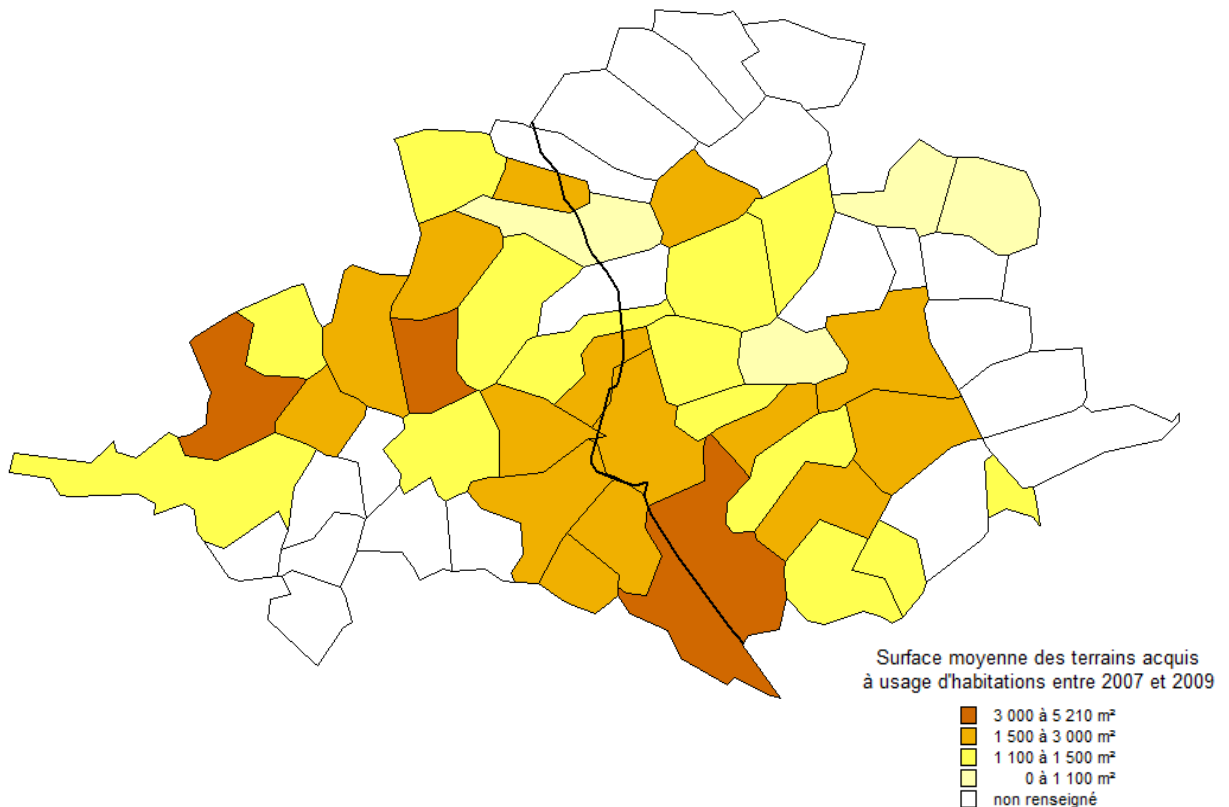 Surface moyenne des terrains acquis
à usage d'habitations entre 2007 et 2009
3 000 à 5 210 m²
1 500 à 3 000 m²
1 100 à 1 500 m²
0 à 1 100 m²
non renseigné